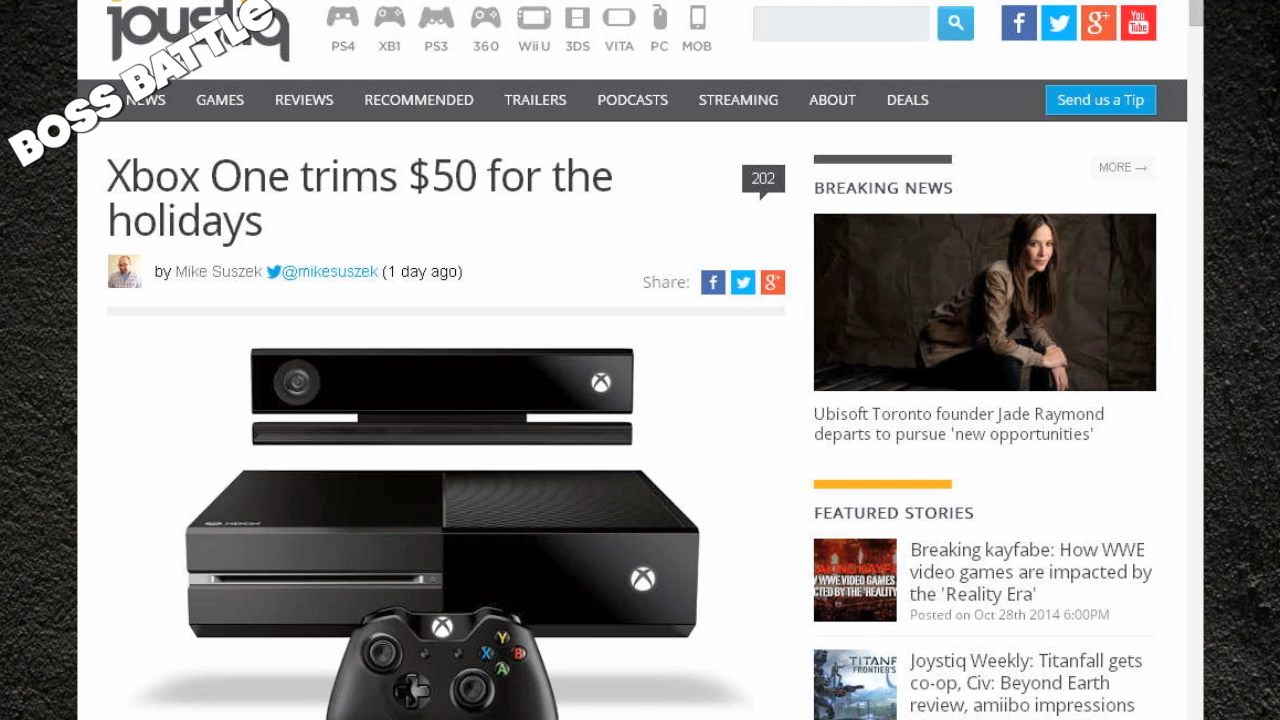 joystiq
BOSS BATTLE
PS4 XB1 PS3 360 Wii U 3DS VITA PC MOB
You Tube
NEWS GAMES REVIEWS RECOMMENDED TRAILERS PODCASTS STREAMING ABOUT DEALS Send us a Tip
Xbox One trims $50 for the
holidays
202
by Mike Suszek @mikesuszek (1 day ago)
Share:
MORE →
BREAKING NEWS
Ubisoft Toronto founder Jade Raymond
departs to pursue 'new opportunities'
FEATURED STORIES
Breaking kayfabe: How WWE
video games are impacted by
the 'Reality Era'
Posted on Oct 28th 2014 6:00PM
Joystiq Weekly: Titanfall gets
co-op, Civ: Beyond Earth
review, amiibo impressions
XBOX
Y
X B
A